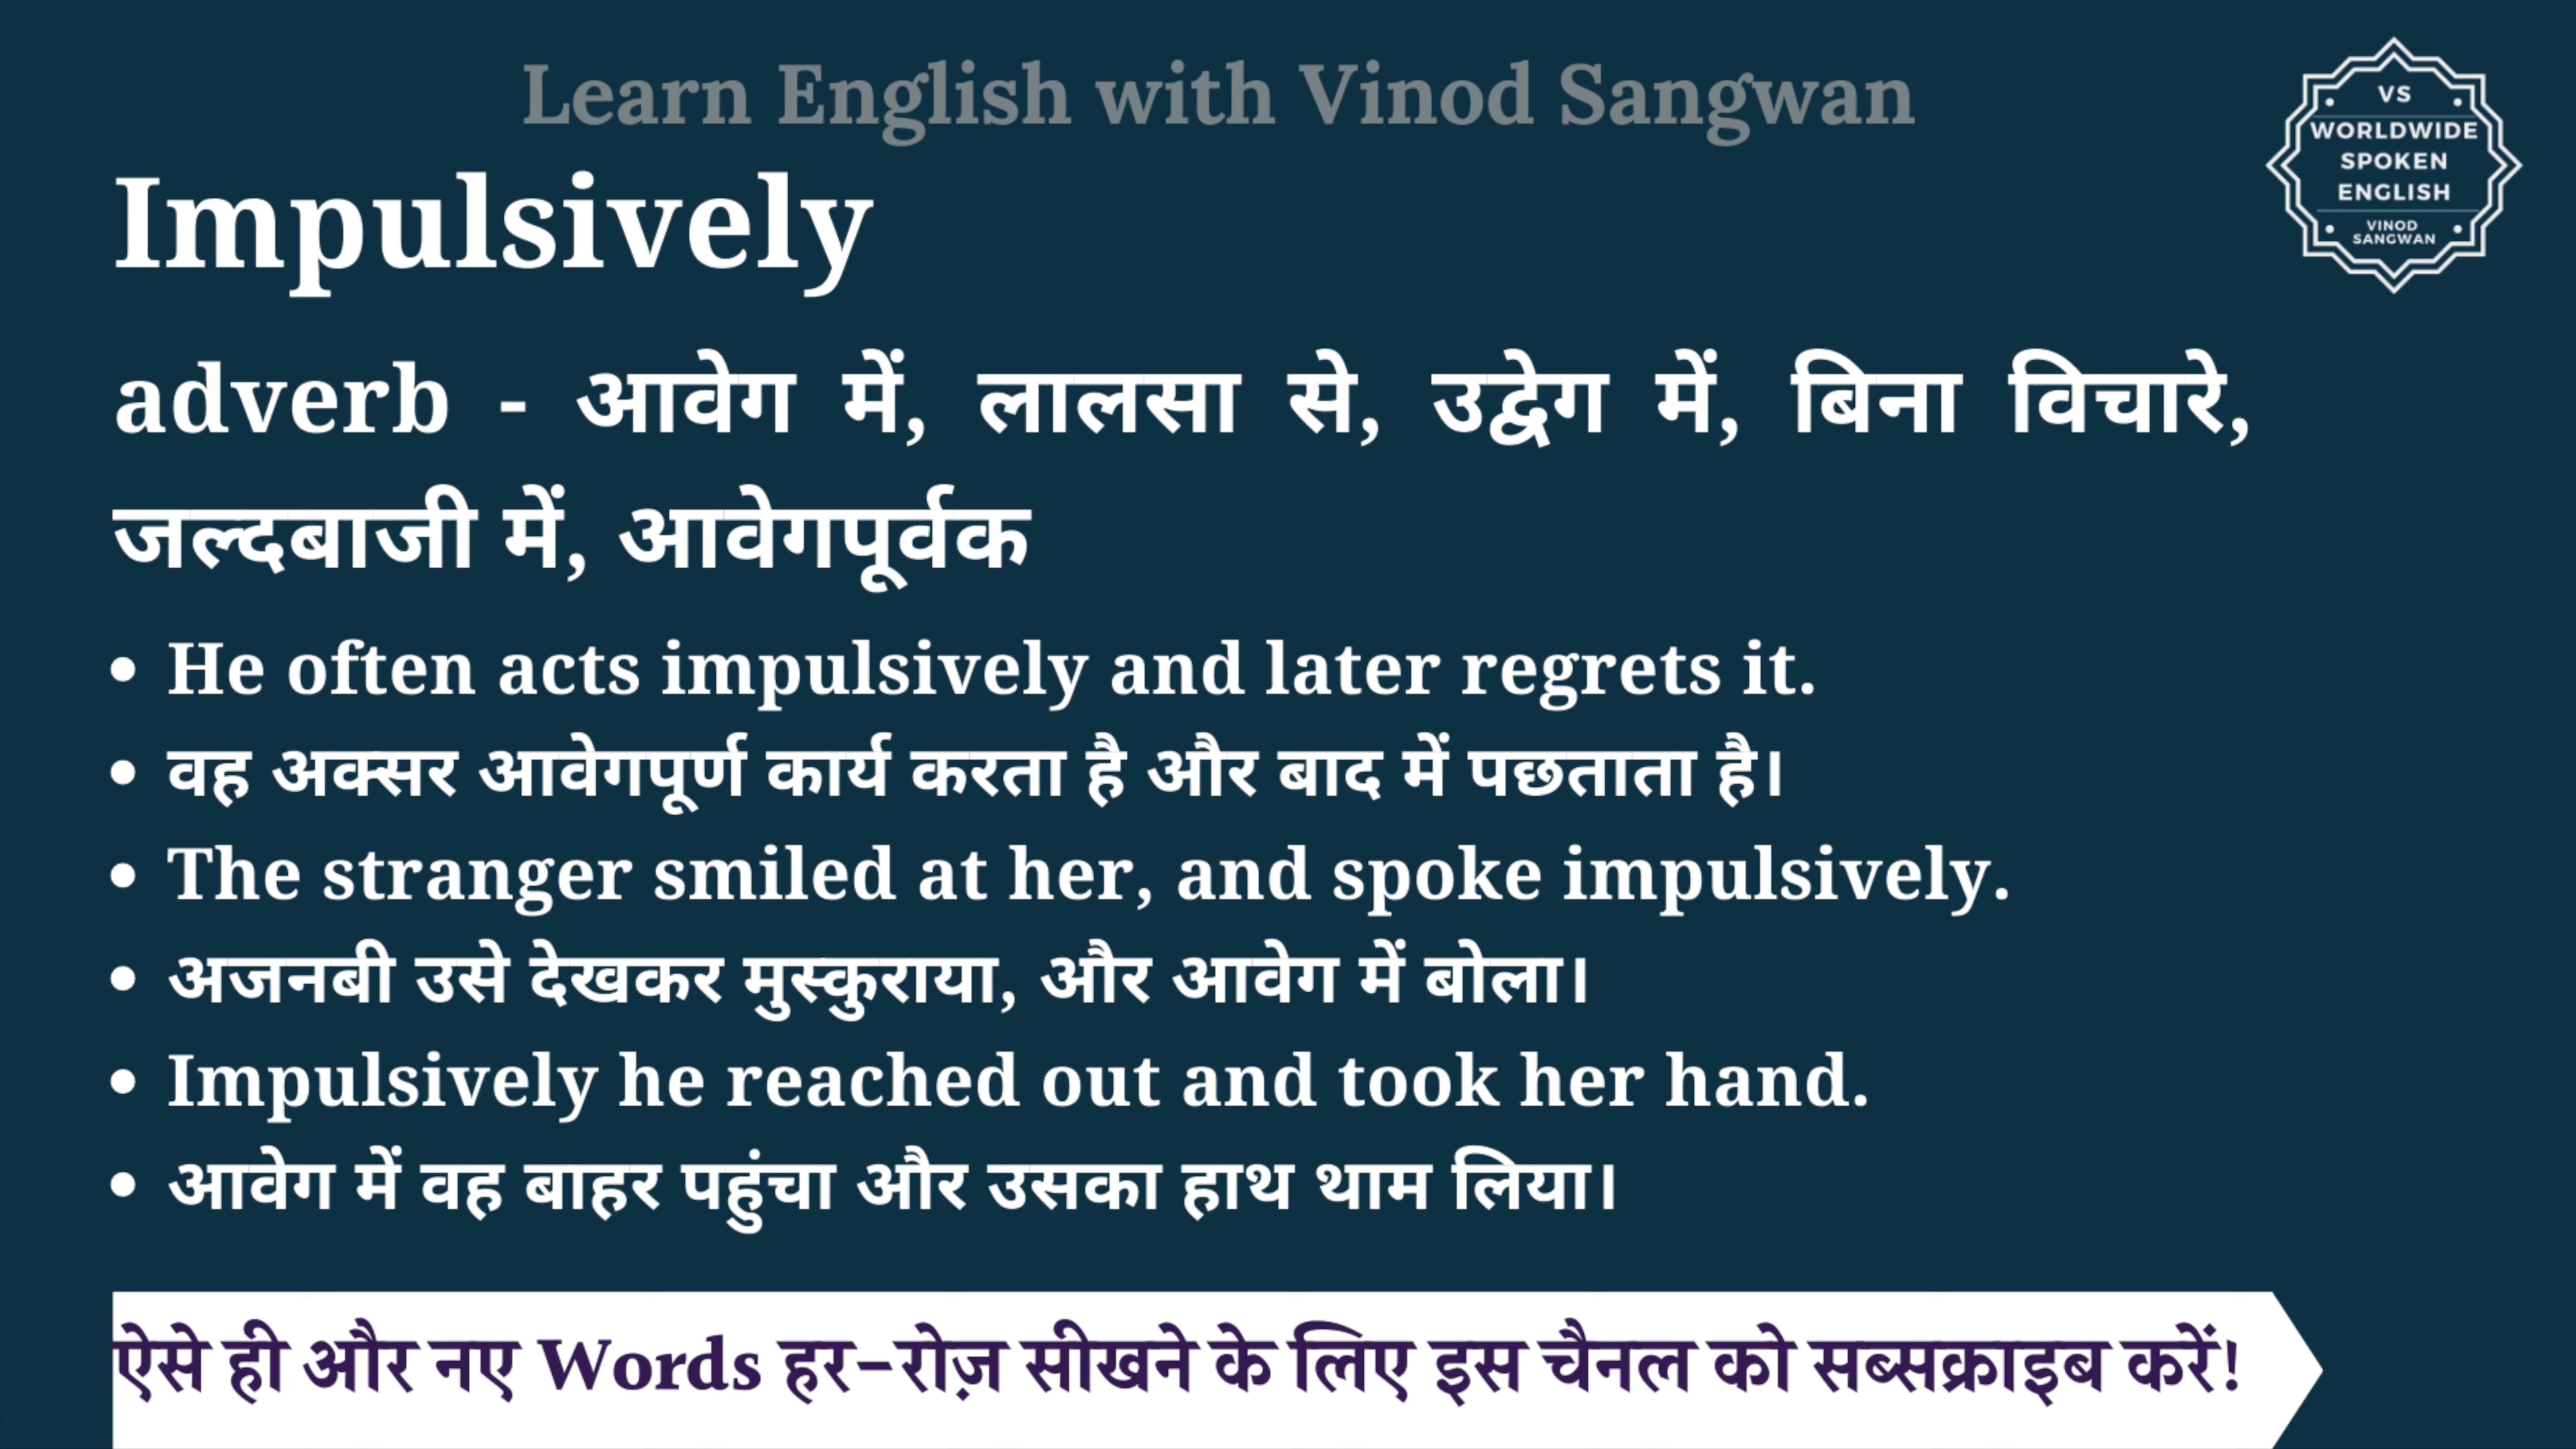 Learn English with Vinod Sangwan
VS
WORLDWIDE
SPOKEN
ENGLISH
VINOD
SANGWAN
Impulsively
adverb - आवेग में, लालसा से, उद्वेग में, बिना विचारे,
जल्दबाजी में, आवेगपूर्वक
• He often acts impulsively and later regrets it.
• वह अक्सर आवेगपूर्ण कार्य करता है और बाद में पछताता है।
• The stranger smiled at her, and spoke impulsively.
• अजनबी उसे देखकर मुस्कुराया, और आवेग में बोला।
• Impulsively he reached out and took her hand.
• आवेग में वह बाहर पहुंचा और उसका हाथ थाम लिया।
ऐसे ही और नए Words हर-रोज़ सीखने के लिए इस चैनल को सब्सक्राइब करें!